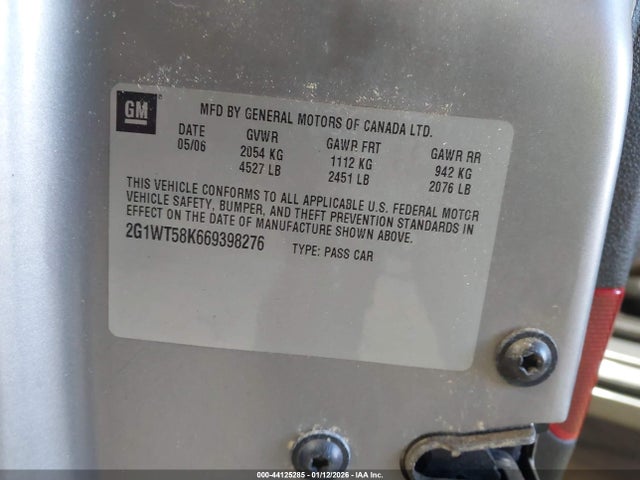 GM
MFD BY GENERAL MOTORS OF CANADA LTD.
DATE GVWR GAWR FRT GAWR RR
05/06 2054 KG 1112 KG 942 KG
4527 LB 2451 LB 2076 LB
THIS VEHICLE CONFORMS TO ALL APPLICABLE U.S. FEDERAL MOTOR
VEHICLE SAFETY, BUMPER, AND THEFT PREVENTION STANDARDS IN
EFFECT ON THE DATE OF MANUFACTURE SHOWN ABOVE.
2G1WT58K669398276 TYPE: PASS CAR
00-44125285 - 01/12/2026 - IAA Inc.